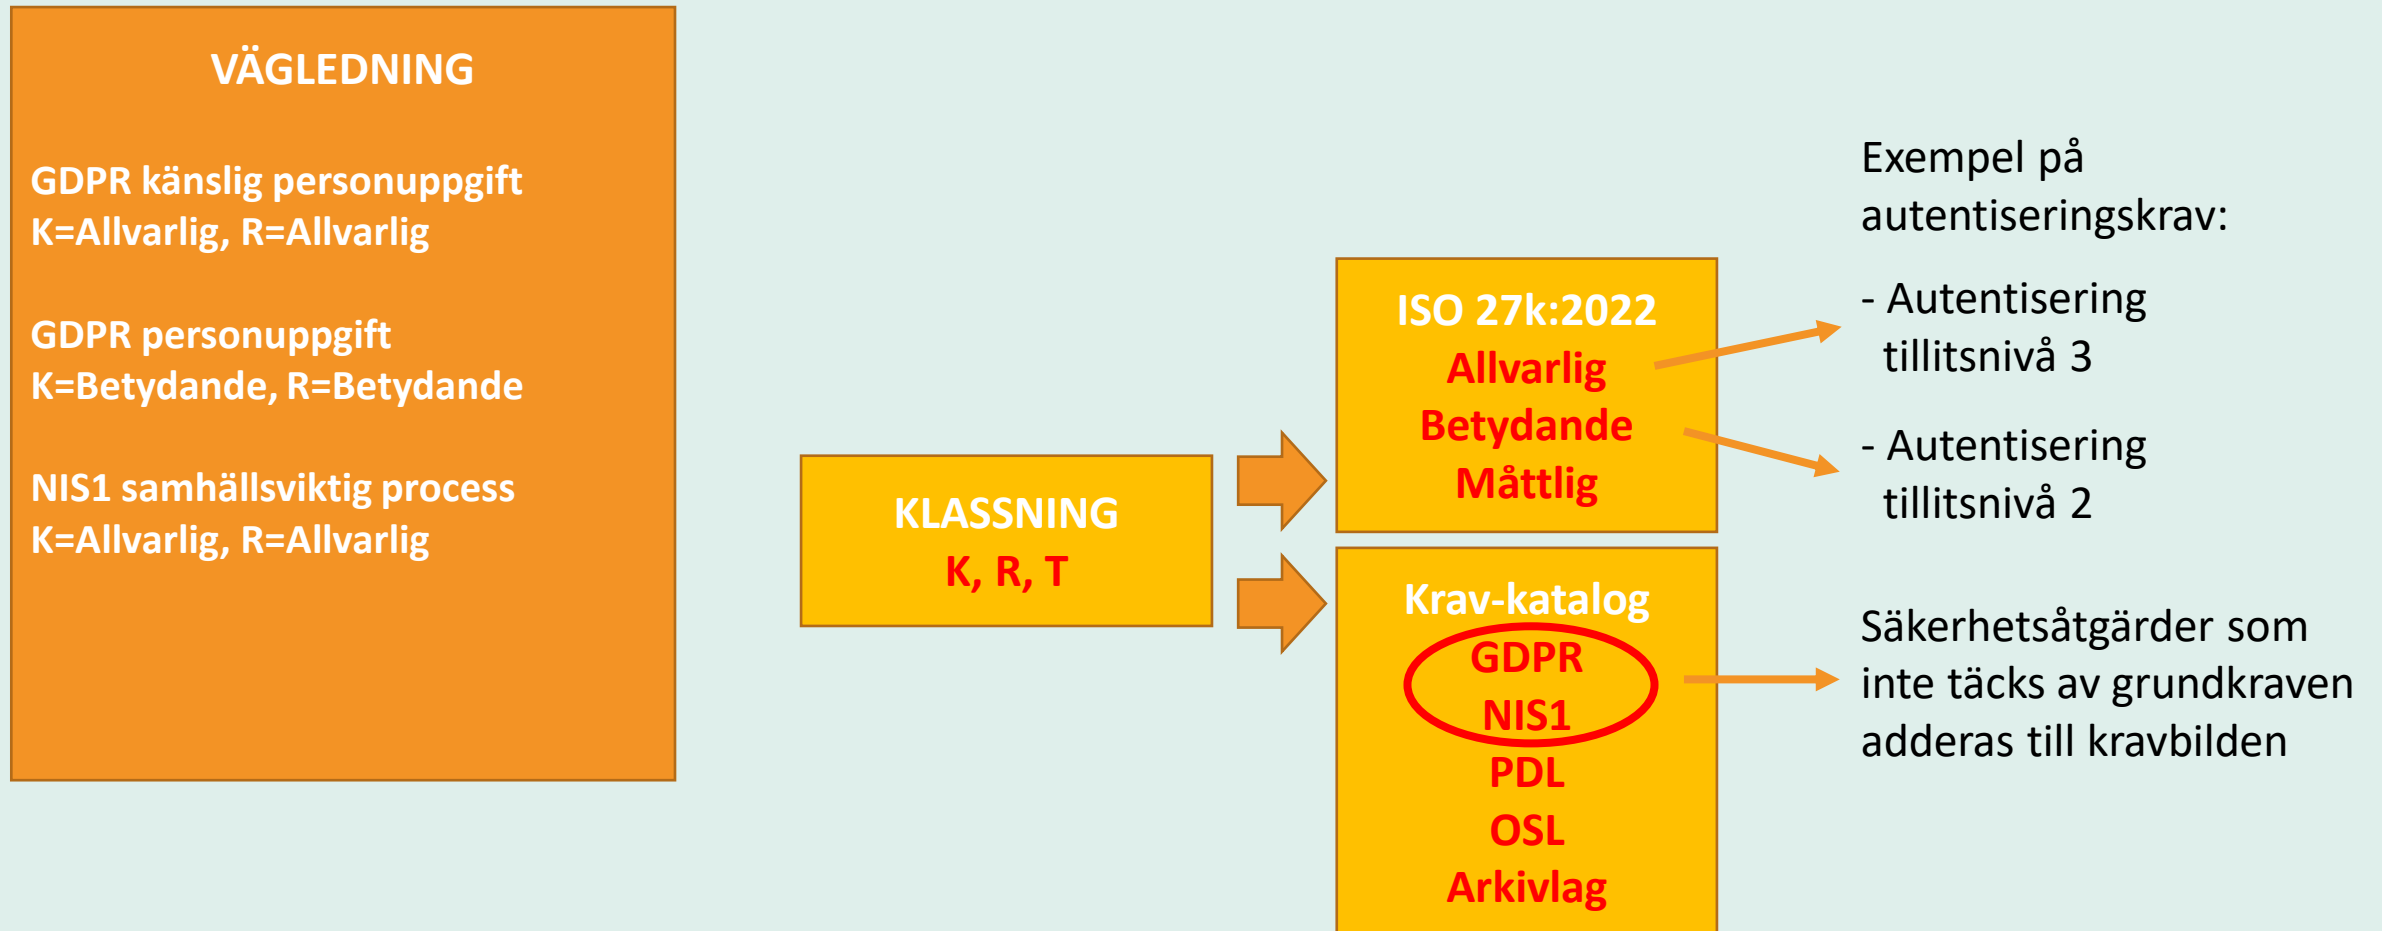 VÄGLEDNING
GDPR känslig personuppgift
K=Allvarlig, R=Allvarlig
GDPR personuppgift
K=Betydande, R=Betydande
NIS1 samhällsviktig process
K=Allvarlig, R=Allvarlig
KLASSNING
K, R, T
ISO 27k:2022
Allvarlig
Betydande
Måttlig
Krav-katalog
GDPR
NIS1
PDL
OSL
Arkivlag
Exempel på
autentiseringskrav:
- Autentisering
tillitsnivå 3
- Autentisering
tillitsnivå 2
Säkerhetsåtgärder som
inte täcks av grundkraven
adderas till kravbilden